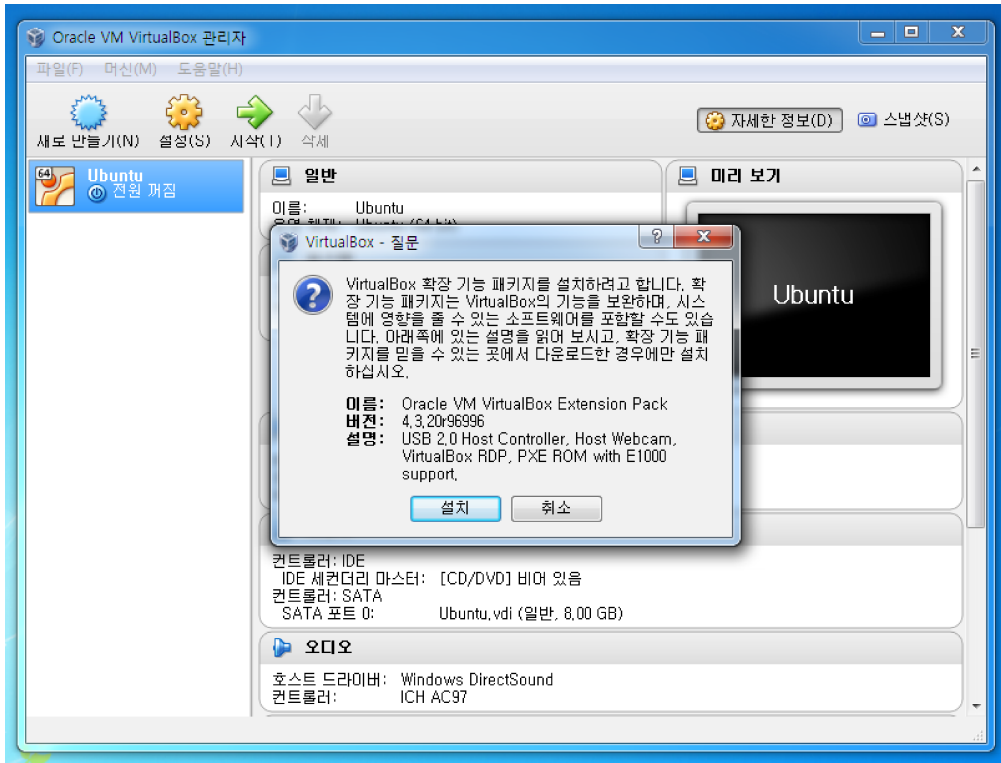 Oracle VM VirtualBox 관리자
파일(F) 머신(M) 도움말(H)
새로 만들기(N) 설정(S) 시작(T) 삭제
자세한 정보(D) 스냅샷(S)
64
Ubuntu
전원 꺼짐
일반
이름: Ubuntu
운영 체제: Ubuntu (64 bit)
미리 보기
Ubuntu
VirtualBox - 질문
VirtualBox 확장 기능 패키지를 설치하려고 합니다. 확
장 기능 패키지는 VirtualBox의 기능을 보완하며, 시스
템에 영향을 줄 수 있는 소프트웨어를 포함할 수도 있습
니다. 아래쪽에 있는 설명을 읽어 보시고, 확장 기능 패
키지를 믿을 수 있는 곳에서 다운로드한 경우에만 설치
하십시오.
이름: Oracle VM VirtualBox Extension Pack
버전: 4.3.20r96996
설명: USB 2.0 Host Controller, Host Webcam,
VirtualBox RDP, PXE ROM with E1000
support.
설치 취소
컨트롤러: IDE
IDE 세컨더리 마스터: [CD/DVD] 비어 있음
컨트롤러: SATA
SATA 포트 0: Ubuntu.vdi (일반, 8.00 GB)
오디오
호스트 드라이버: Windows DirectSound
컨트롤러: ICH AC97